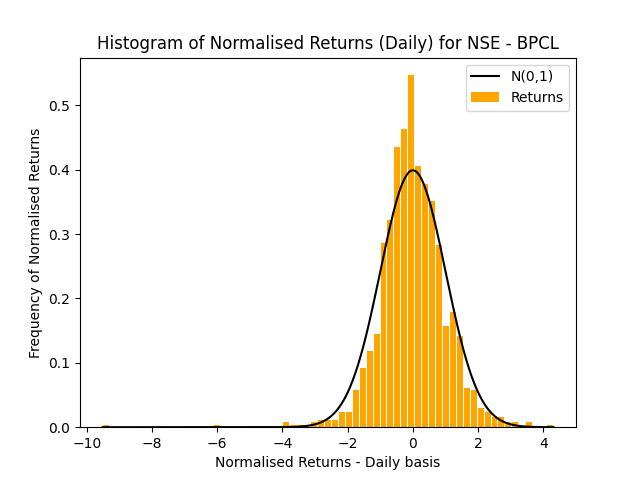 Histogram of Normalised Returns (Daily) for NSE - BPCL
N(0,1)
Returns
Frequency of Normalised Returns
0.5
0.4
0.3
0.2
0.1
0.0
−10
−8
−6
−4
−2
0
2
4
Normalised Returns - Daily basis